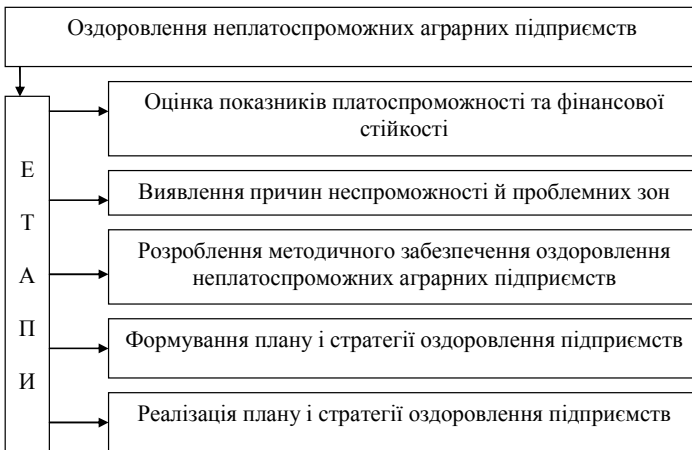 Оздоровлення неплатоспроможних аграрних підприємств
Е
Т
А
П
И
Оцінка показників платоспроможності та фінансової
стійкості
Виявлення причин неспроможності й проблемних зон
Розроблення методичного забезпечення оздоровлення
неплатоспроможних аграрних підприємств
Формування плану і стратегії оздоровлення підприємств
Реалізація плану і стратегії оздоровлення підприємств